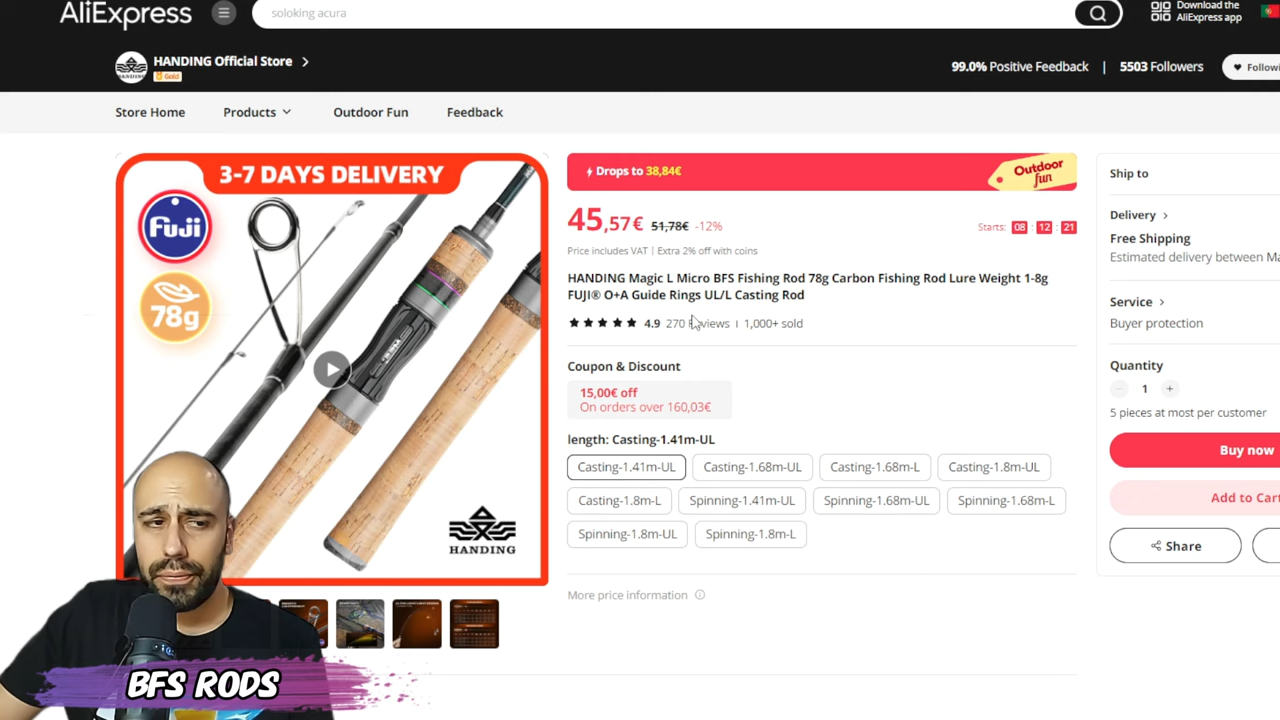 AliExpress
soloking acura
Download the
AliExpress app
HANDING Official Store
Gold
99.0% Positive Feedback | 5503 Followers
Followi
Store Home
Products
Outdoor Fun
Feedback
3-7 DAYS DELIVERY
Fuji
78g
HANDING
Drops to 38,84€
Outdoor
fun
45,57€ 51,78€ -12%
Starts: 08 : 12 : 21
Price includes VAT | Extra 2% off with coins
HANDING Magic L Micro BFS Fishing Rod 78g Carbon Fishing Rod Lure Weight 1-8g
FUJI® O+A Guide Rings UL/L Casting Rod
4.9 270 Reviews | 1,000+ sold
Coupon & Discount
15,00€ off
On orders over 160,03€
length: Casting-1.41m-UL
Casting-1.41m-UL
Casting-1.68m-UL
Casting-1.68m-L
Casting-1.8m-UL
Casting-1.8m-L
Spinning-1.41m-UL
Spinning-1.68m-UL
Spinning-1.68m-L
Spinning-1.8m-UL
Spinning-1.8m-L
More price information
Ship to
Delivery
Free Shipping
Estimated delivery between Ma
Service
Buyer protection
Quantity
- 1 +
5 pieces at most per customer
Buy now
Add to Cart
Share
BFS RODS